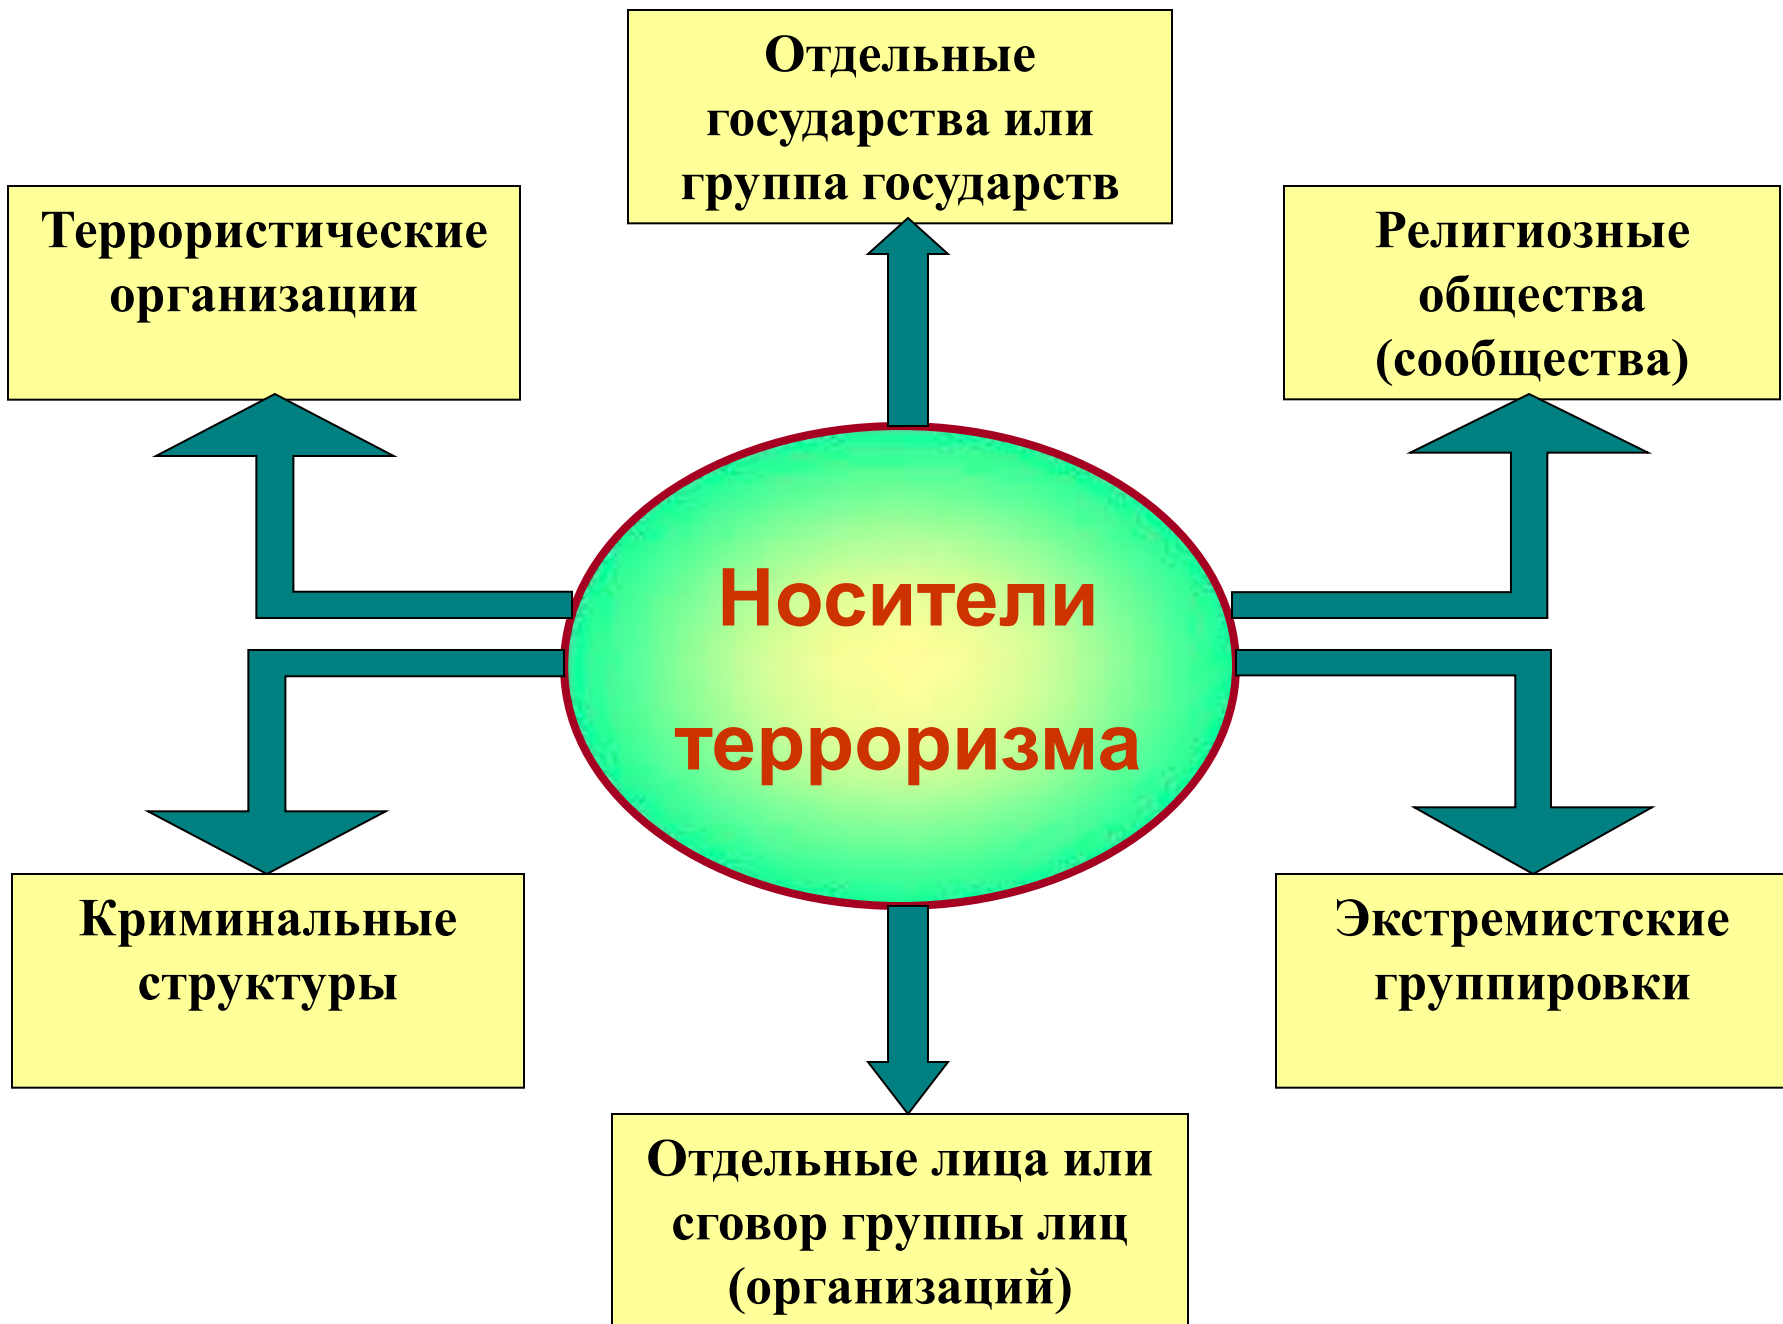 Отдельные
государства или
группа государств
Террористические
организации
Религиозные
общества
(сообщества)
Носители
терроризма
Криминальные
структуры
Экстремистские
группировки
Отдельные лица или
сговор группы лиц
(организаций)